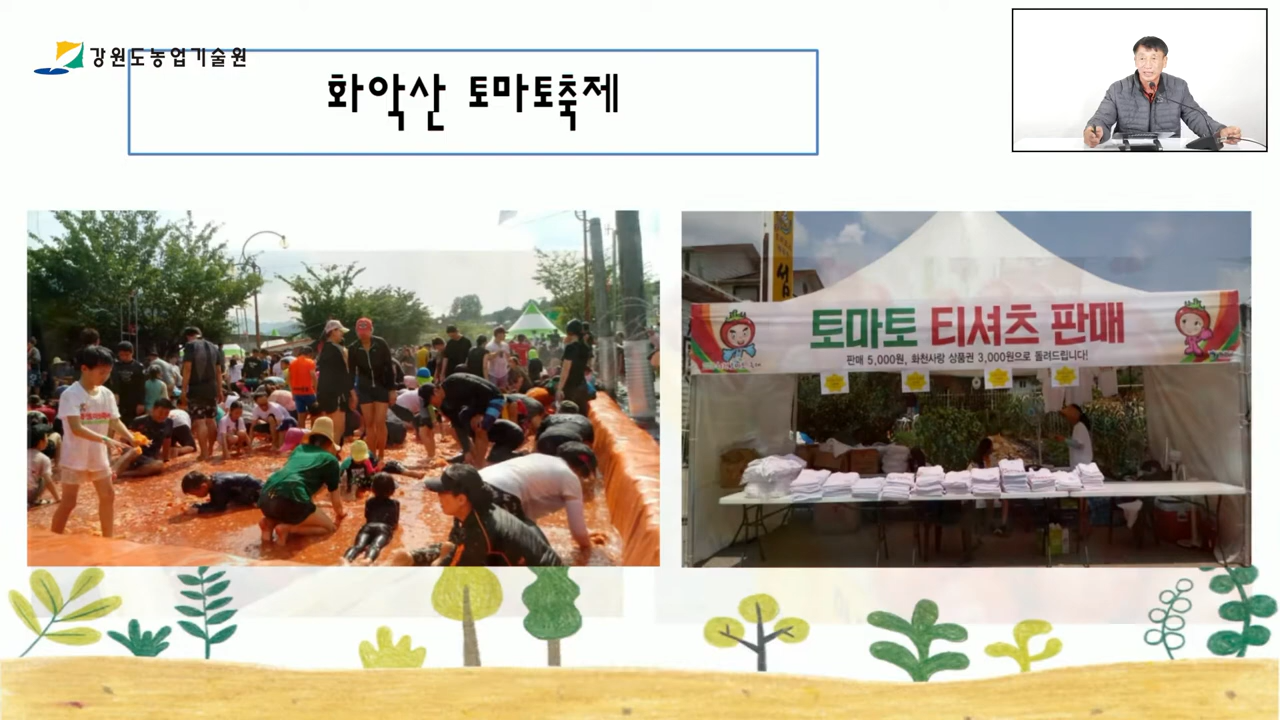 강원도농업기술원
화악산 토마토축제
토마토 티셔츠 판매
판매 5,000원, 화천사랑 상품권 3,000원으로 돌려드립니다!